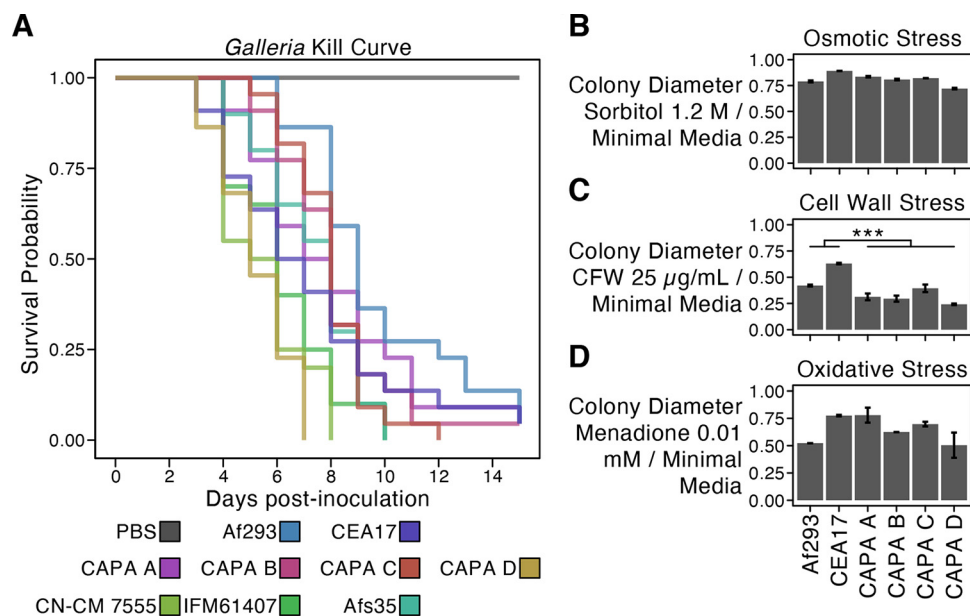 A
Galleria Kill Curve
1.00
0.75
0.50
0.25
0.00
Survival Probability
0 2 4 6 8 10 12 14
Days post-inoculation
PBS Af293 CEA17
CAPA A CAPA B CAPA C CAPA D
CN-CM 7555 IFM61407 Afs35
B
Osmotic Stress
Colony Diameter
Sorbitol 1.2 M /
Minimal Media
1.00
0.75
0.50
0.25
0.00
C
Cell Wall Stress
Colony Diameter
CFW 25 µg/mL /
Minimal Media
1.00
0.75
0.50
0.25
0.00
***
D
Oxidative Stress
Colony Diameter
Menadione 0.01
mM / Minimal
Media
1.00
0.75
0.50
0.25
0.00
Af293
CEA17
CAPA A
CAPA B
CAPA C
CAPA D